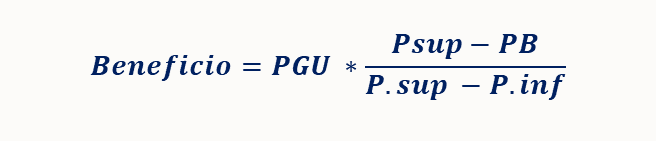 Beneficio = PGU * Psup − PB
P.sup − P.inf